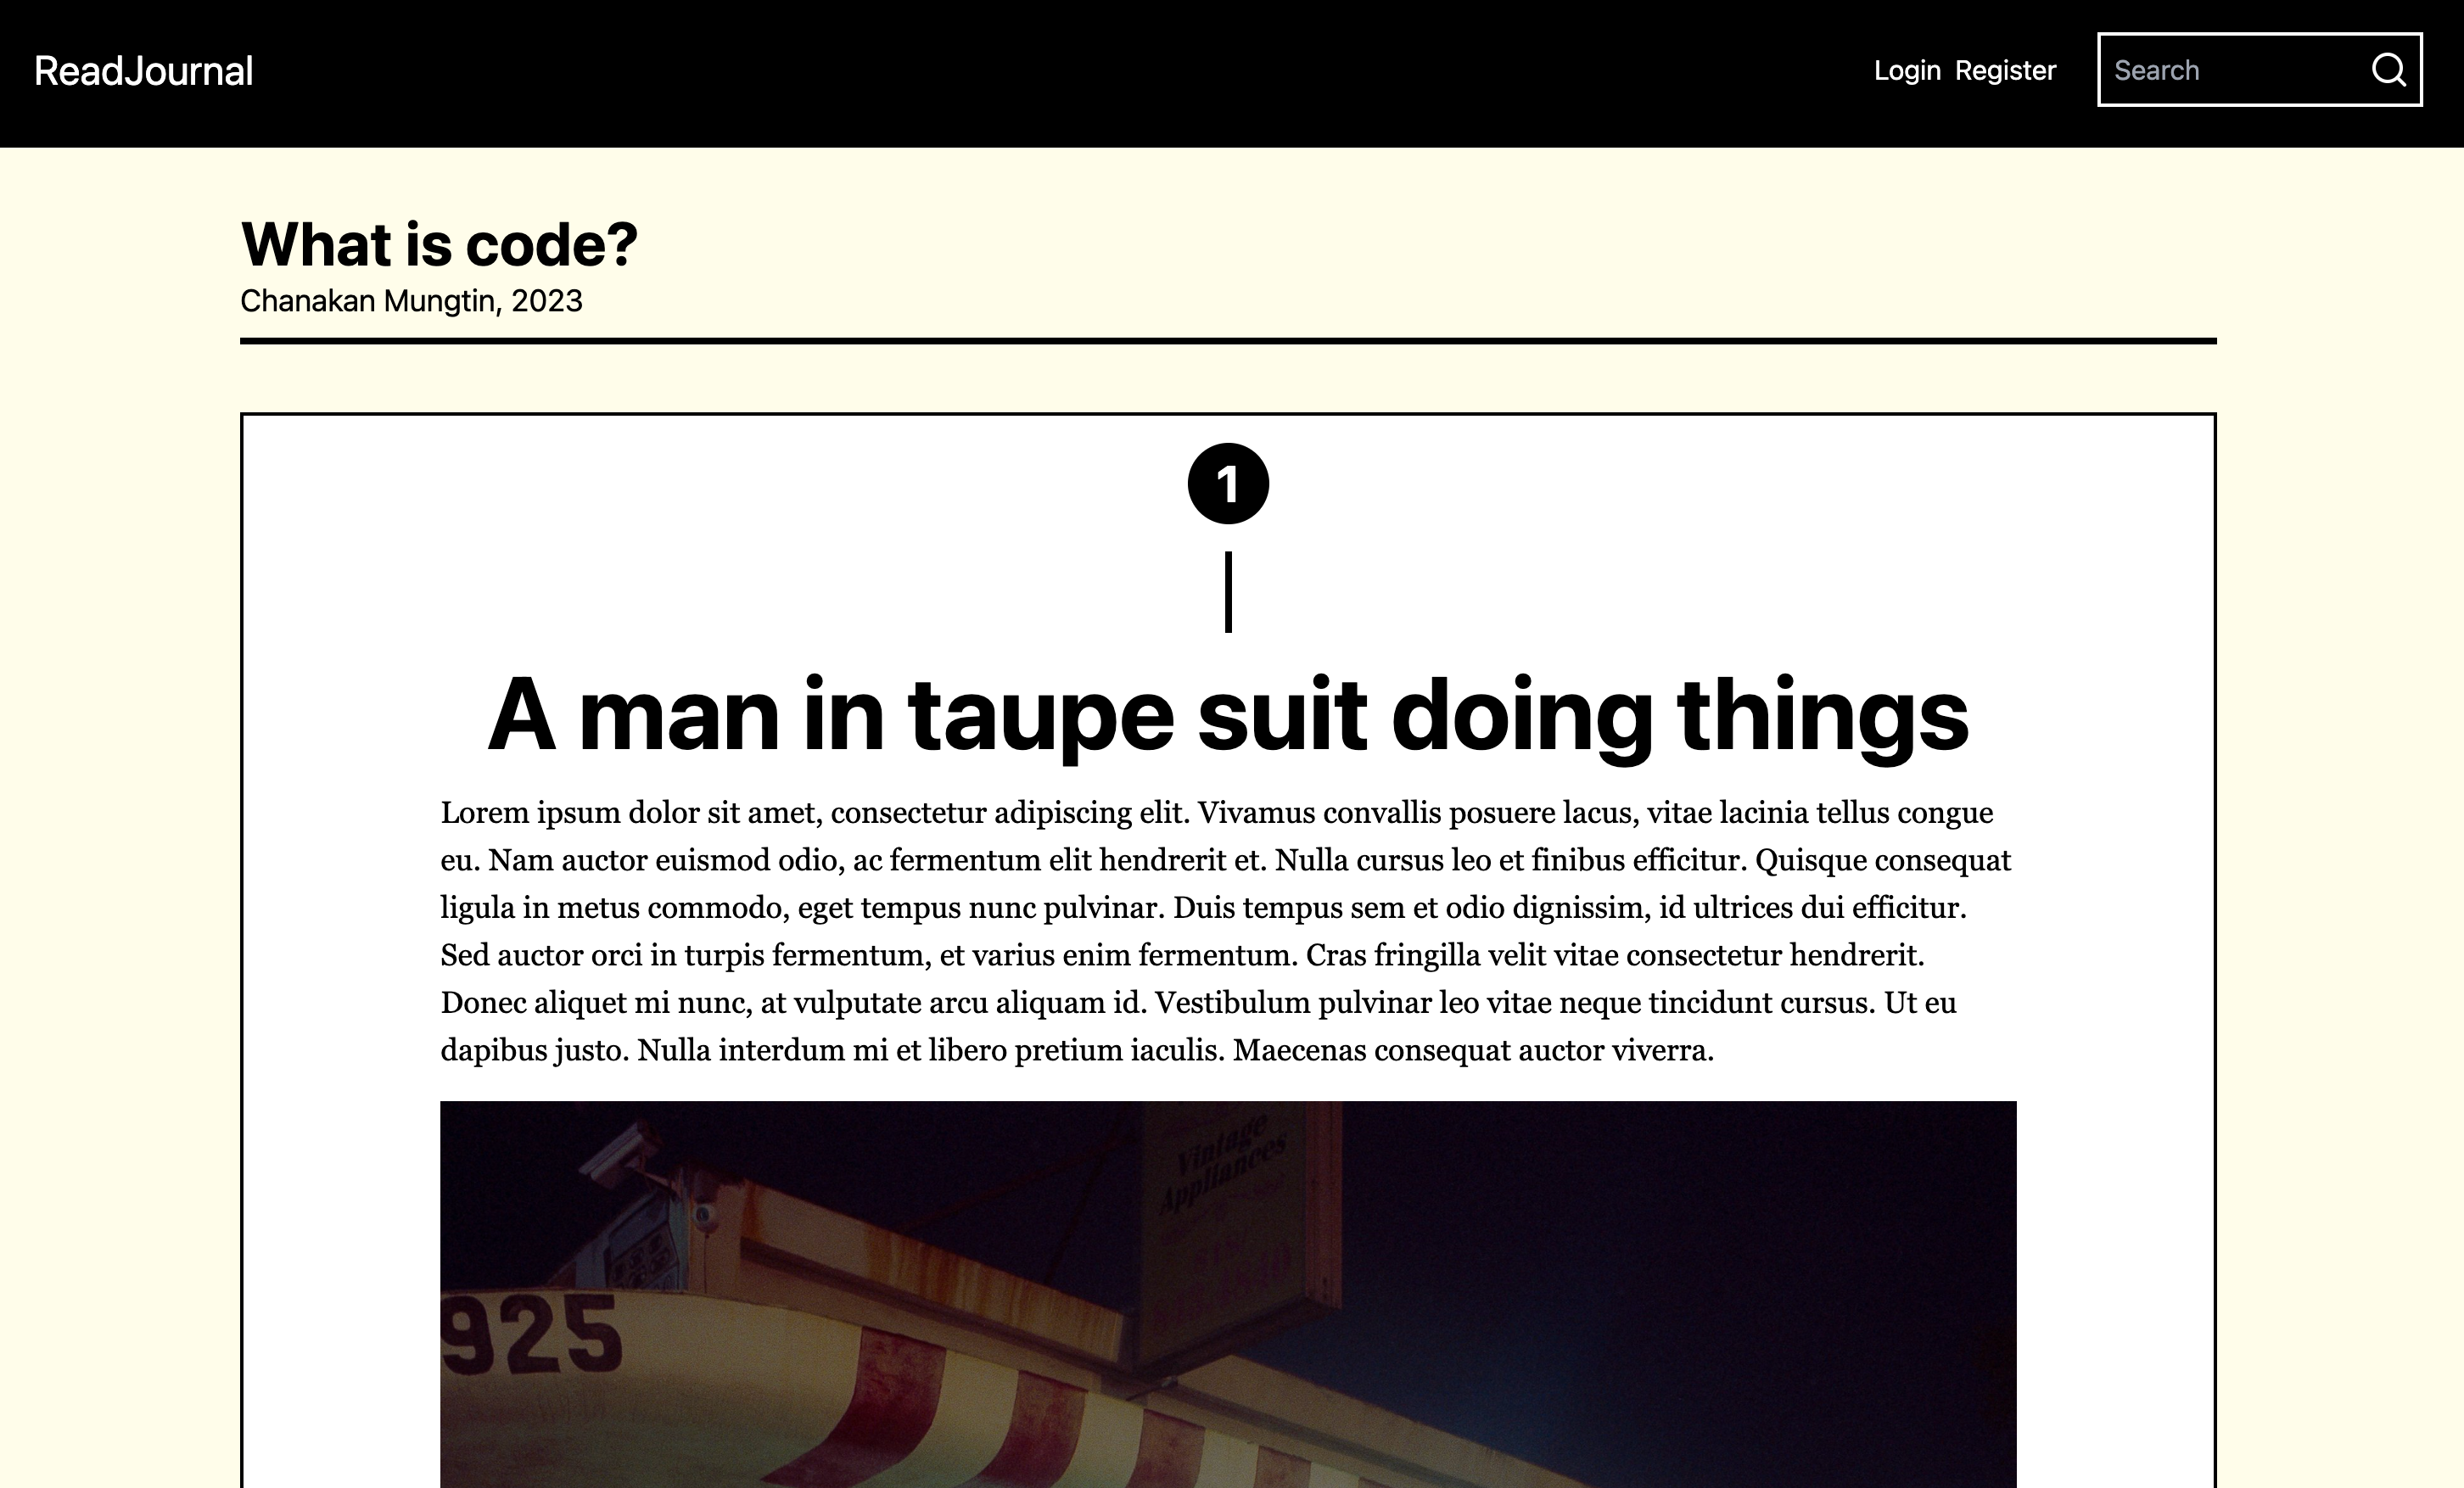 ReadJournal
Login Register
Search
What is code?
Chanakan Mungtin, 2023
1
A man in taupe suit doing things
Lorem ipsum dolor sit amet, consectetur adipiscing elit. Vivamus convallis posuere lacus, vitae lacinia tellus congue
eu. Nam auctor euismod odio, ac fermentum elit hendrerit et. Nulla cursus leo et finibus efficitur. Quisque consequat
ligula in metus commodo, eget tempus nunc pulvinar. Duis tempus sem et odio dignissim, id ultrices dui efficitur.
Sed auctor orci in turpis fermentum, et varius enim fermentum. Cras fringilla velit vitae consectetur hendrerit.
Donec aliquet mi nunc, at vulputate arcu aliquam id. Vestibulum pulvinar leo vitae neque tincidunt cursus. Ut eu
dapibus justo. Nulla interdum mi et libero pretium iaculis. Maecenas consequat auctor viverra.
Vintage
Appliances
925